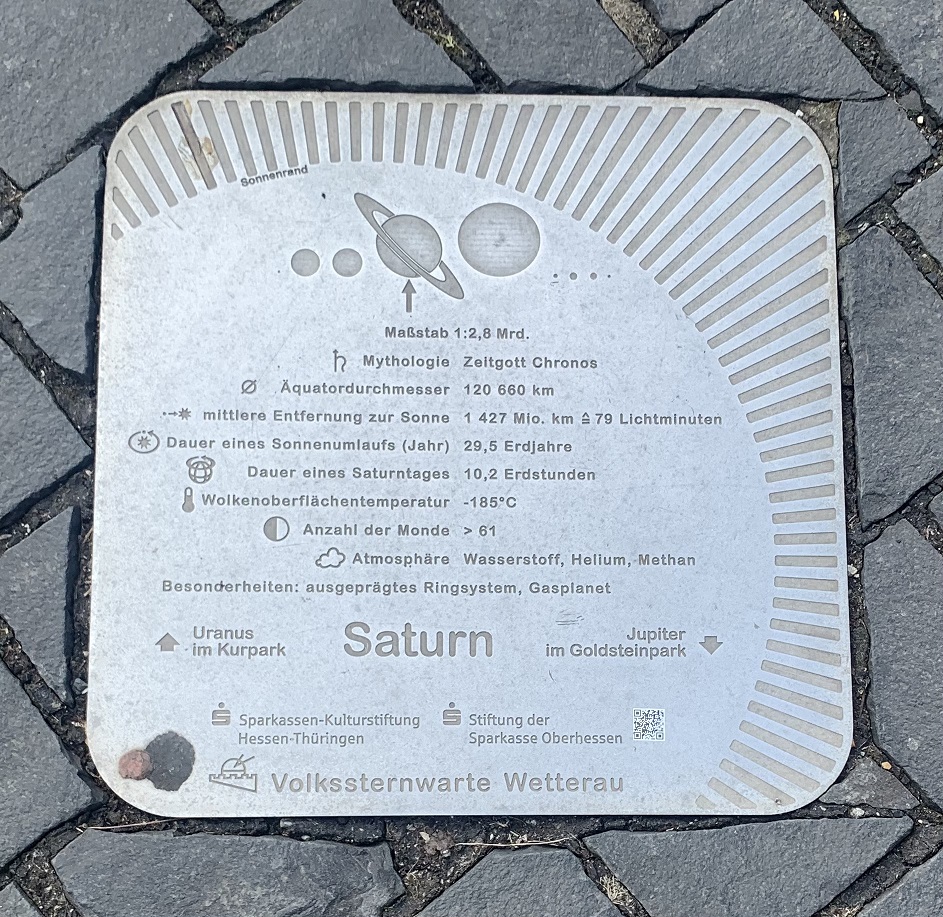 Sonnenrand
Maßstab 1:2,8 Mrd.
♄ Mythologie Zeitgott Chronos
Ø Äquatordurchmesser 120 660 km
mittlere Entfernung zur Sonne 1 427 Mio. km ≙ 79 Lichtminuten
Dauer eines Sonnenumlaufs (Jahr) 29,5 Erdjahre
Dauer eines Saturntages 10,2 Erdstunden
Wolkenoberflächentemperatur -185°C
Anzahl der Monde > 61
Atmosphäre Wasserstoff, Helium, Methan
Besonderheiten: ausgeprägtes Ringsystem, Gasplanet
Uranus
im Kurpark
Saturn
Jupiter
im Goldsteinpark
Sparkassen-Kulturstiftung
Hessen-Thüringen
Stiftung der
Sparkasse Oberhessen
Volkssternwarte Wetterau